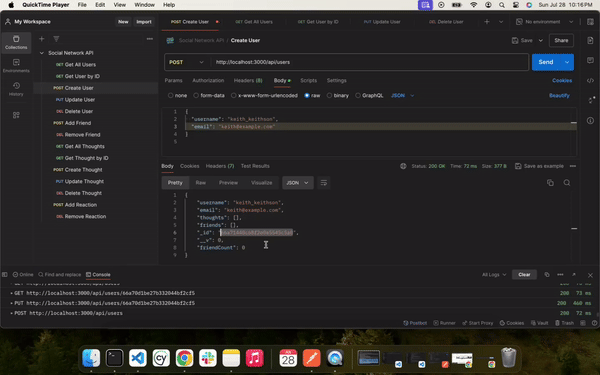 QuickTime Player File Edit View Window Help
Sun Jul 28 10:16 PM
My Workspace New Import
POST Create User GET Get All Users GET Get User by ID PUT Update User DEL Delete User No environment
Collections
Environments
History
Social Network API
GET Get All Users
GET Get User by ID
POST Create User
PUT Update User
DEL Delete User
POST Add Friend
DEL Remove Friend
GET Get All Thoughts
GET Get Thought by ID
POST Create Thought
PUT Update Thought
DEL Delete Thought
POST Add Reaction
DEL Remove Reaction
Social Network API / Create User Save Share
POST http://localhost:3000/api/users Send
Params Authorization Headers (8) Body Scripts Settings Cookies
none form-data x-www-form-urlencoded raw binary GraphQL JSON Beautify
1 {
2 "username": "keith_keithson",
3 "email": "keith@example.com"
4 }
Body Cookies Headers (7) Test Results Status: 200 OK Time: 72 ms Size: 377 B Save as example
Pretty Raw Preview Visualize JSON
1 {
2 "username": "keith_keithson",
3 "email": "keith@example.com",
4 "thoughts": [],
5 "friends": [],
6 "_id":
7 "__v": 0,
8 "friendCount": 0
9 }
Online Find and replace Console All Logs Clear
GET http://localhost:3000/api/users/66a70d1be27b332044bf2cf5 200 73 ms
PUT http://localhost:3000/api/users/66a70d1be27b332044bf2cf5 200 460 ms
POST http://localhost:3000/api/users 200 72 ms
Postbot Runner Start Proxy Cookies Vault Trash
JUL
28